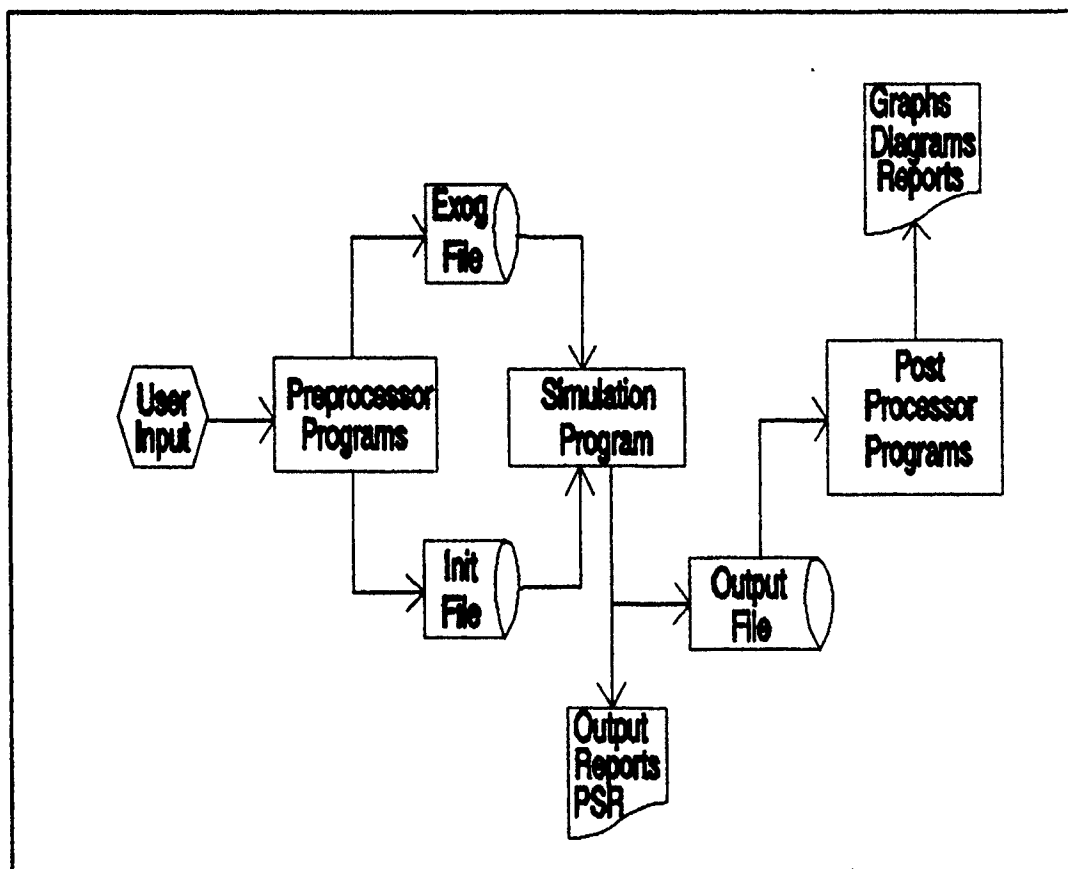 Graphs
Diagrams
Reports
Exog
File
User
Input
Preprocessor
Programs
Simulation
Program
Post
Processor
Programs
Init
File
Output
File
Output
Reports
PSR